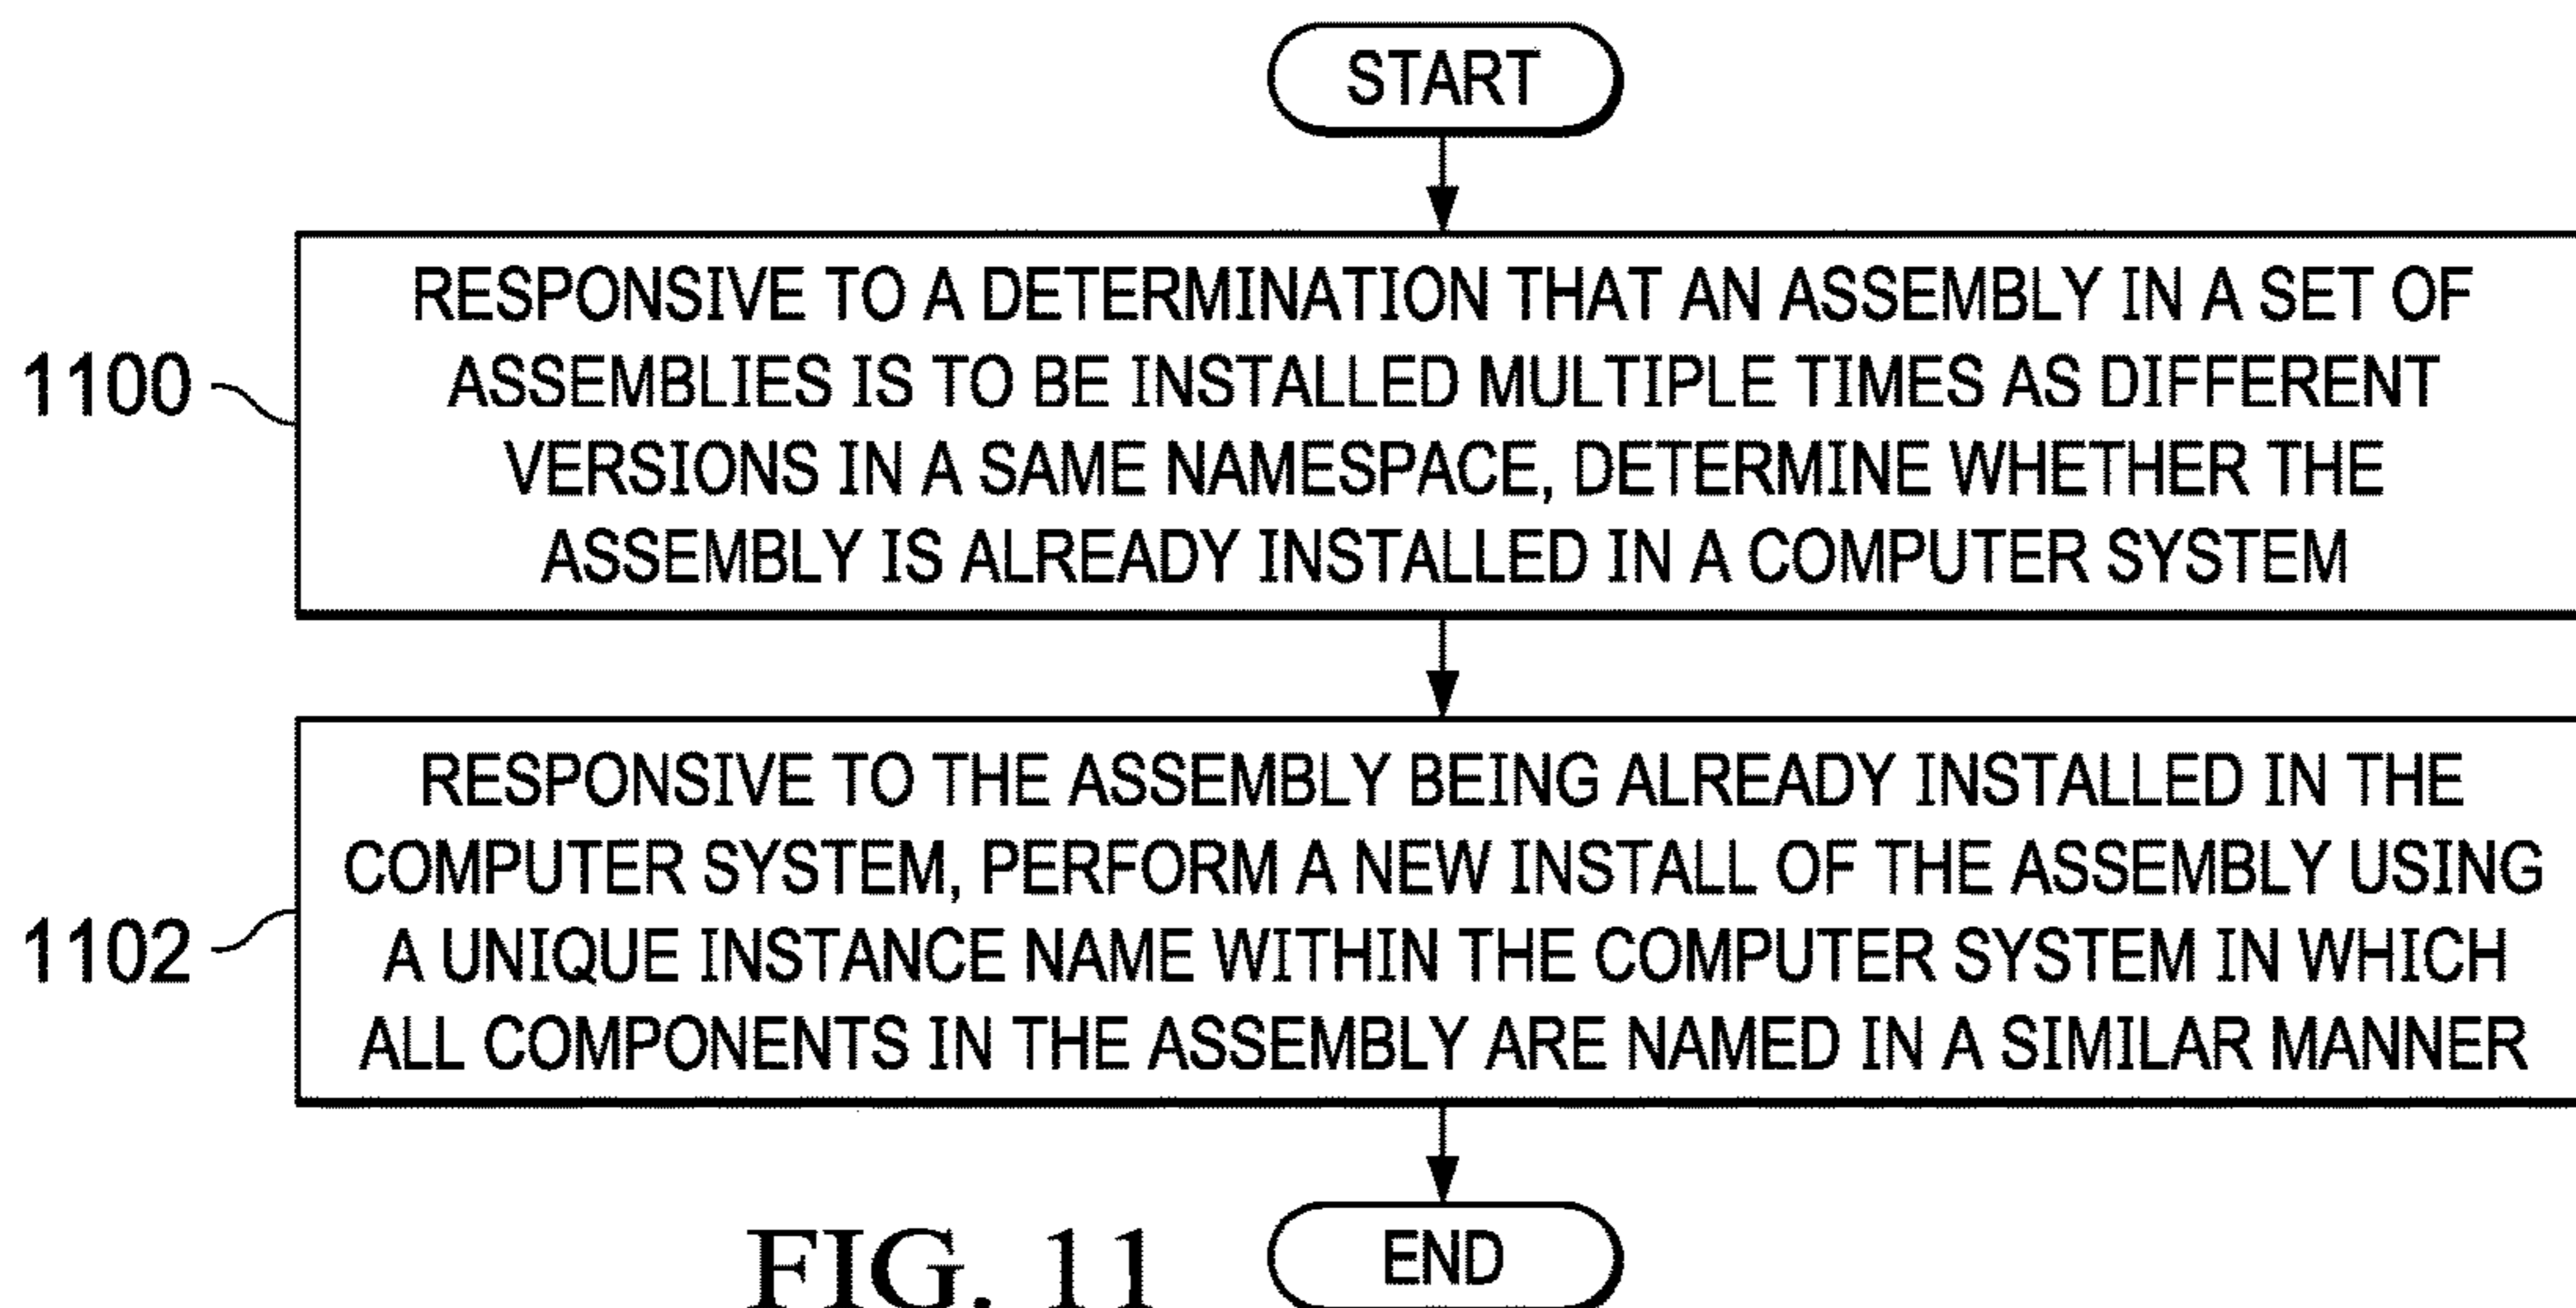 START
1100
RESPONSIVE TO A DETERMINATION THAT AN ASSEMBLY IN A SET OF
ASSEMBLIES IS TO BE INSTALLED MULTIPLE TIMES AS DIFFERENT
VERSIONS IN A SAME NAMESPACE, DETERMINE WHETHER THE
ASSEMBLY IS ALREADY INSTALLED IN A COMPUTER SYSTEM
1102
RESPONSIVE TO THE ASSEMBLY BEING ALREADY INSTALLED IN THE
COMPUTER SYSTEM, PERFORM A NEW INSTALL OF THE ASSEMBLY USING
A UNIQUE INSTANCE NAME WITHIN THE COMPUTER SYSTEM IN WHICH
ALL COMPONENTS IN THE ASSEMBLY ARE NAMED IN A SIMILAR MANNER
FIG. 11
END